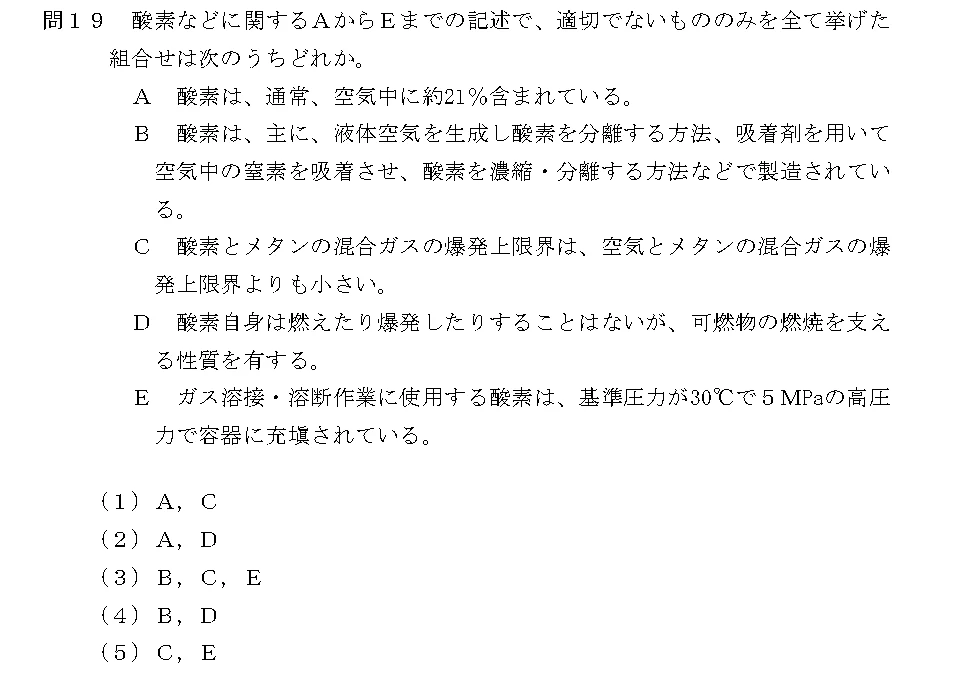 問１９　酸素などに関するＡからＥまでの記述で、適切でないもののみを全て挙げた
組合せは次のうちどれか。
Ａ　酸素は、通常、空気中に約21％含まれている。
Ｂ　酸素は、主に、液体空気を生成し酸素を分離する方法、吸着剤を用いて
空気中の窒素を吸着させ、酸素を濃縮・分離する方法などで製造されてい
る。
Ｃ　酸素とメタンの混合ガスの爆発上限界は、空気とメタンの混合ガスの爆
発上限界よりも小さい。
Ｄ　酸素自身は燃えたり爆発したりすることはないが、可燃物の燃焼を支え
る性質を有する。
Ｅ　ガス溶接・溶断作業に使用する酸素は、基準圧力が30℃で５MPaの高圧
力で容器に充塡されている。
（１）Ａ，Ｃ
（２）Ａ，Ｄ
（３）Ｂ，Ｃ，Ｅ
（４）Ｂ，Ｄ
（５）Ｃ，Ｅ